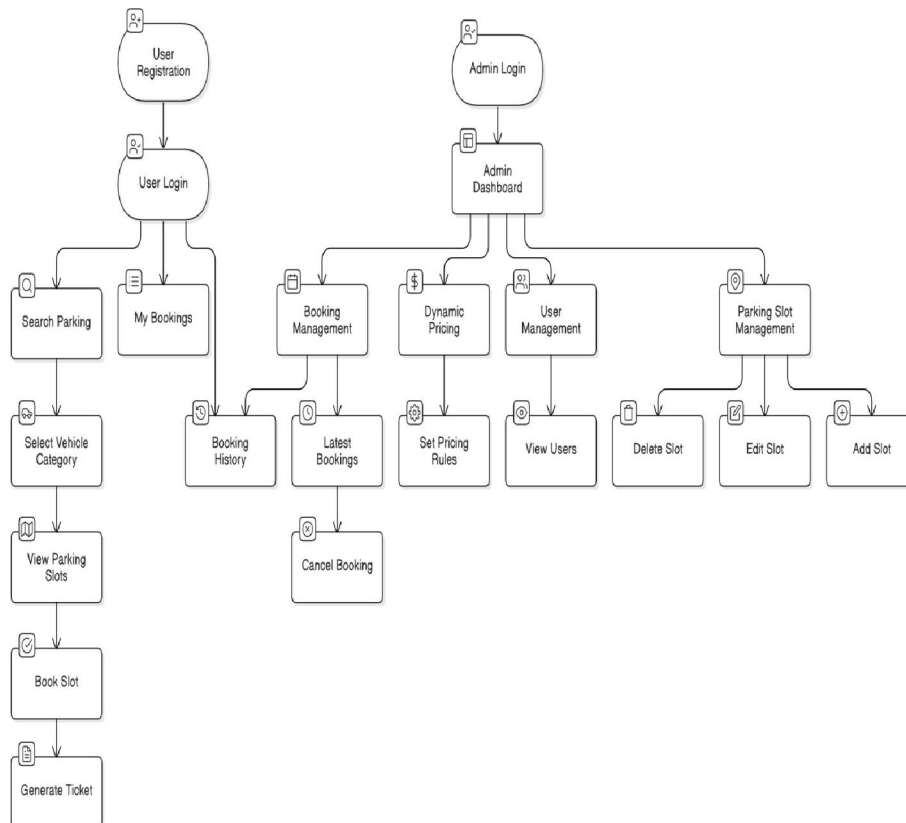 User
Registration
Admin Login
User Login
Admin
Dashboard
Search Parking
My Bookings
Booking
Management
$
Dynamic
Pricing
User
Management
Parking Slot
Management
Select Vehicle
Category
Booking
History
Latest
Bookings
Set Pricing
Rules
View Users
Delete Slot
Edit Slot
Add Slot
View Parking
Slots
Cancel Booking
Book Slot
Generate Ticket